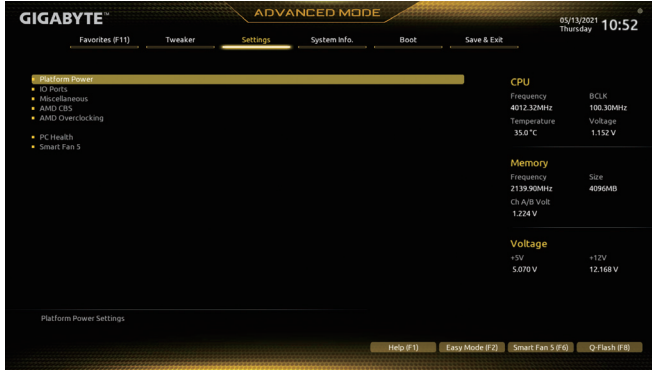 GIGABYTE™
ADVANCED MODE
05/13/2021 Thursday 10:52
Favorites (F11) Tweaker Settings System Info. Boot Save & Exit
Platform Power
IO Ports
Miscellaneous
AMD CBS
AMD Overclocking
PC Health
Smart Fan 5
CPU
Frequency BCLK
4012.32MHz 100.30MHz
Temperature Voltage
35.0 °C 1.152 V
Memory
Frequency Size
2139.90MHz 4096MB
Ch A/B Volt
1.224 V
Voltage
+5V +12V
5.070 V 12.168 V
Platform Power Settings
Help (F1) Easy Mode (F2) Smart Fan 5 (F6) Q-Flash (F8)